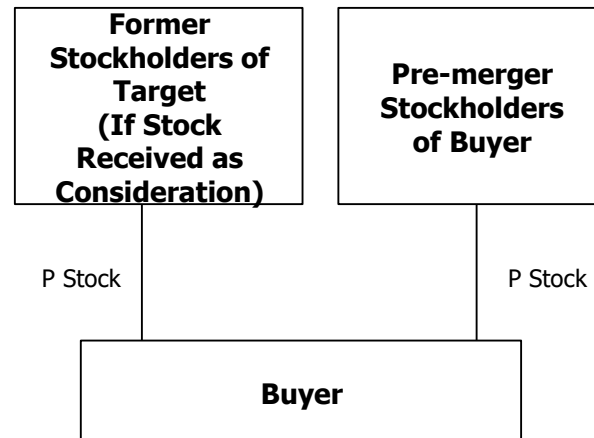 Former
Stockholders of
Target
(If Stock
Received as
Consideration)
Pre-merger
Stockholders
of Buyer
P Stock
P Stock
Buyer